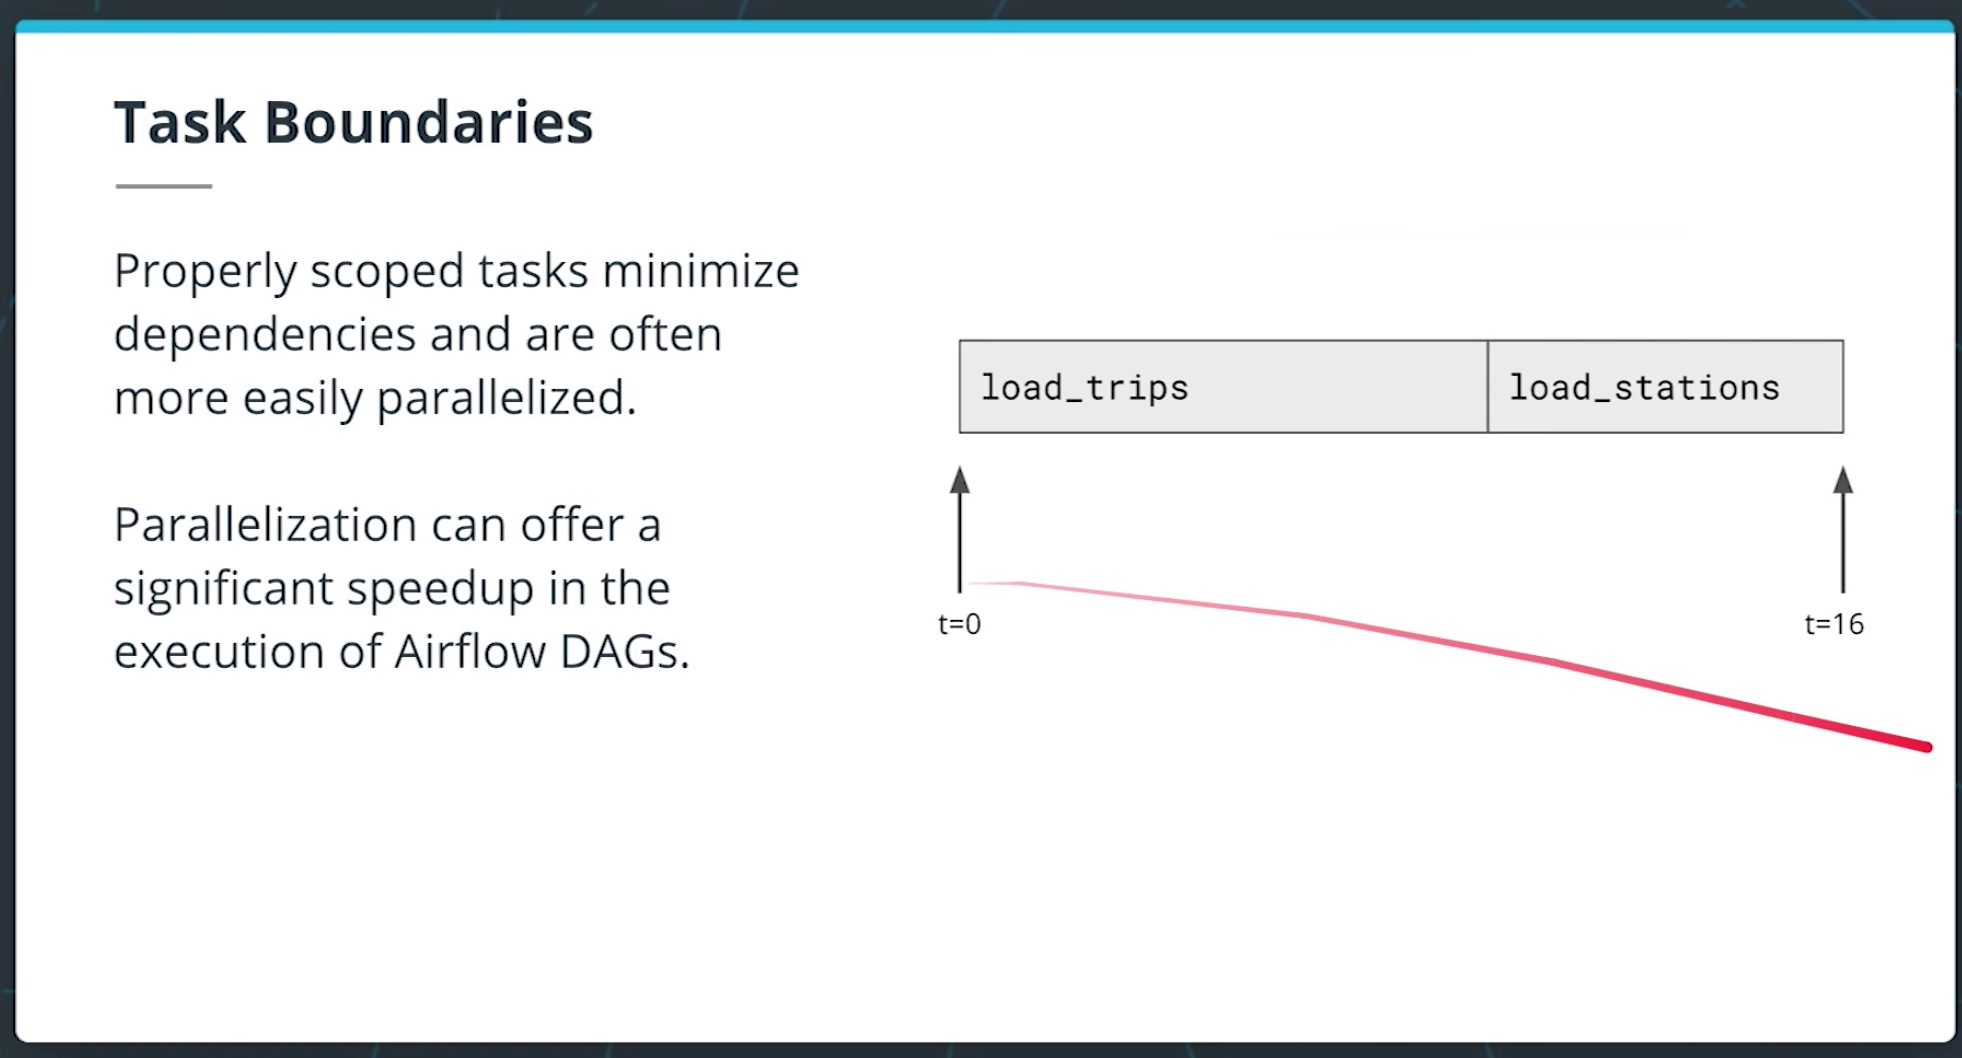 Task Boundaries
Properly scoped tasks minimize
dependencies and are often
more easily parallelized.
Parallelization can offer a
significant speedup in the
execution of Airflow DAGs.
load_trips
load_stations
t=0
t=16